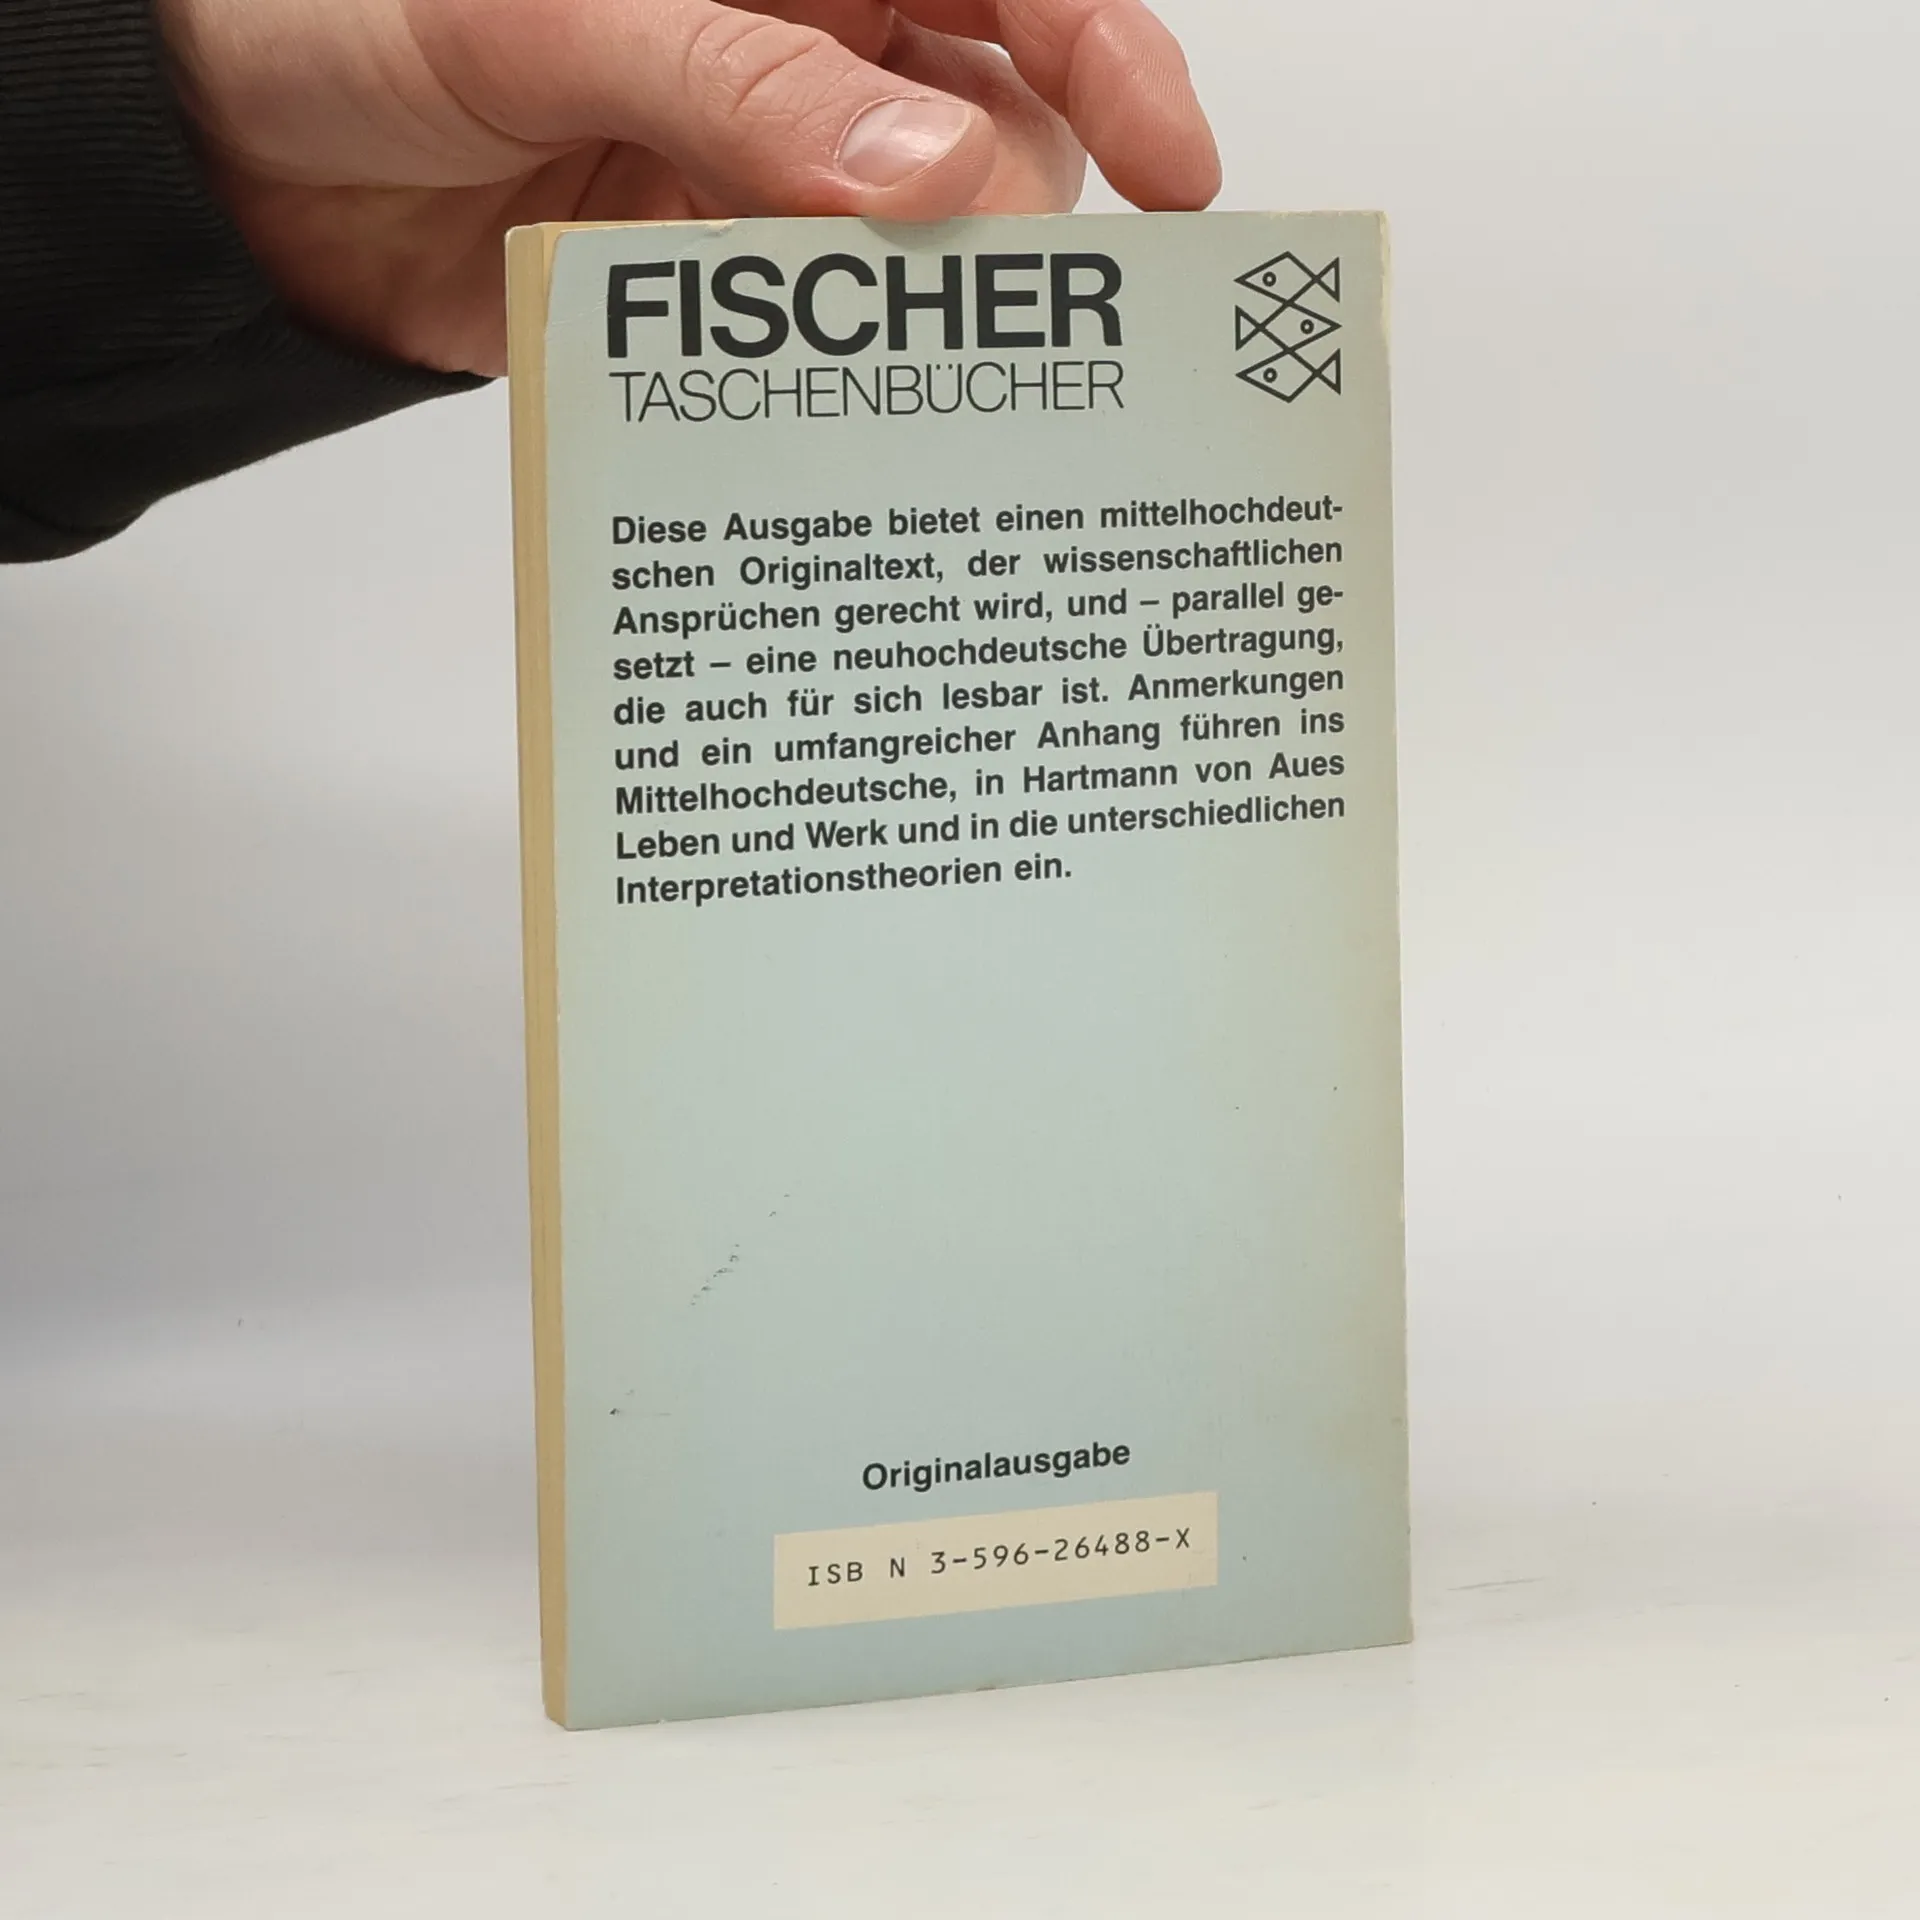 FISCHER
TASCHENBÜCHER
Diese Ausgabe bietet einen mittelhochdeut-
schen Originaltext, der wissenschaftlichen
Ansprüchen gerecht wird, und – parallel ge-
setzt – eine neuhochdeutsche Übertragung,
die auch für sich lesbar ist. Anmerkungen
und ein umfangreicher Anhang führen ins
Mittelhochdeutsche, in Hartmann von Aues
Leben und Werk und in die unterschiedlichen
Interpretationstheorien ein.
Originalausgabe
ISB N 3-596-26488-X